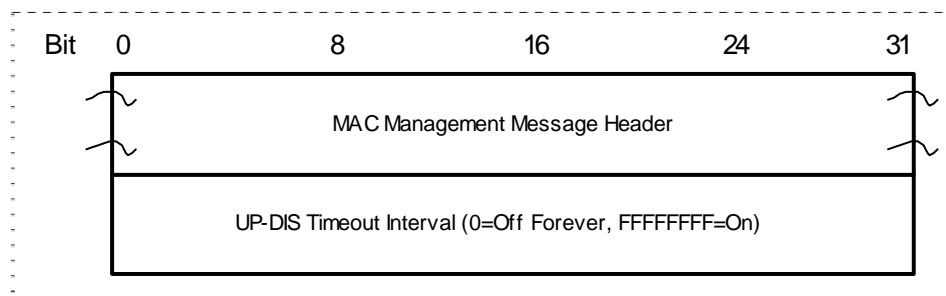 Bit 0 8 16 24 31
MAC Management Message Header
UP-DIS Timeout Interval (0=Off Forever, FFFFFFFF=On)